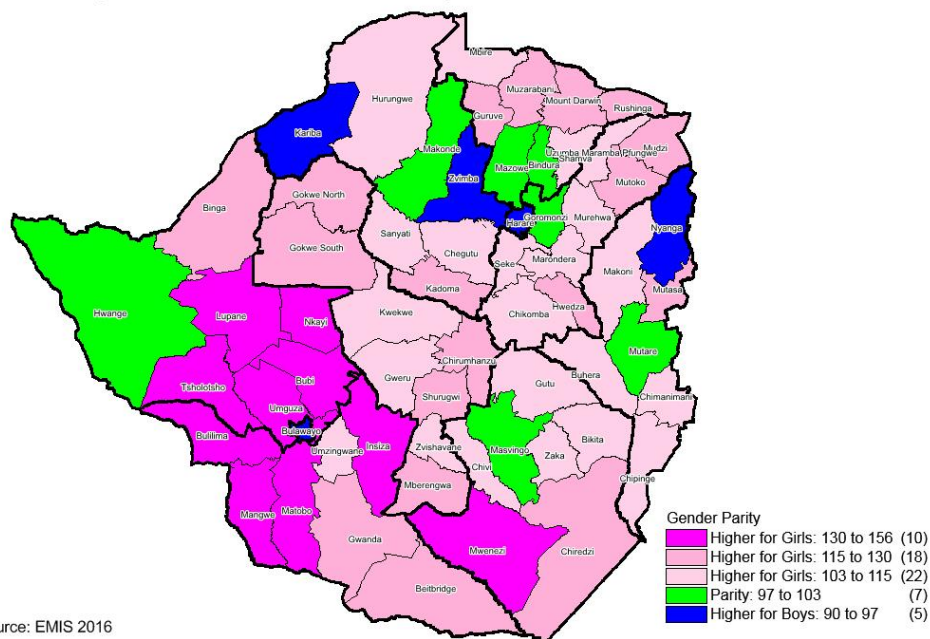 Mbire
Hurungwe
Muzarabani
Mount Darwin
Rushinga
Guruve
Kariba
Makonde
Mazowe
Bindura
Uzumba Maramba Pfungwe
Shamva
Mudzi
Zvimba
Mutoko
Binga
Gokwe North
Harare
Goromonzi
Murehwa
Nyanga
Sanyati
Chegutu
Gokwe South
Seke
Marondera
Makoni
Kadoma
Hwedza
Mutasa
Hwange
Lupane
Nkayi
Kwekwe
Chikomba
Mutare
Chirumhanzu
Tsholotsho
Bubi
Gweru
Gutu
Buhera
Umguza
Shurugwi
Chimanimani
Bulilima
Bulawayo
Umzingwane
Insiza
Zvishavane
Masvingo
Bikita
Zaka
Chivi
Chipinge
Mberengwa
Mangwe
Matobo
Gwanda
Mwenezi
Chiredzi
Beitbridge
Gender Parity
Higher for Girls: 130 to 156 (10)
Higher for Girls: 115 to 130 (18)
Higher for Girls: 103 to 115 (22)
Parity: 97 to 103 (7)
Higher for Boys: 90 to 97 (5)
urce: EMIS 2016